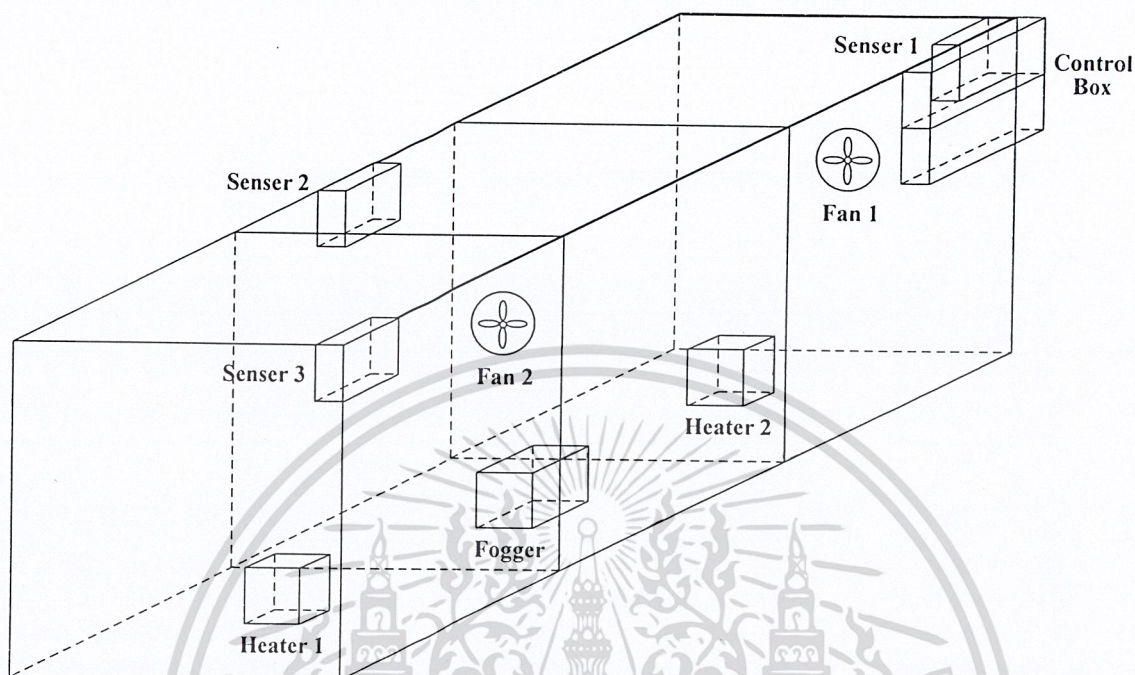 Senser 1
Control
Box
Senser 2
Fan 1
Senser 3
Fan 2
Heater 2
Fogger
Heater 1